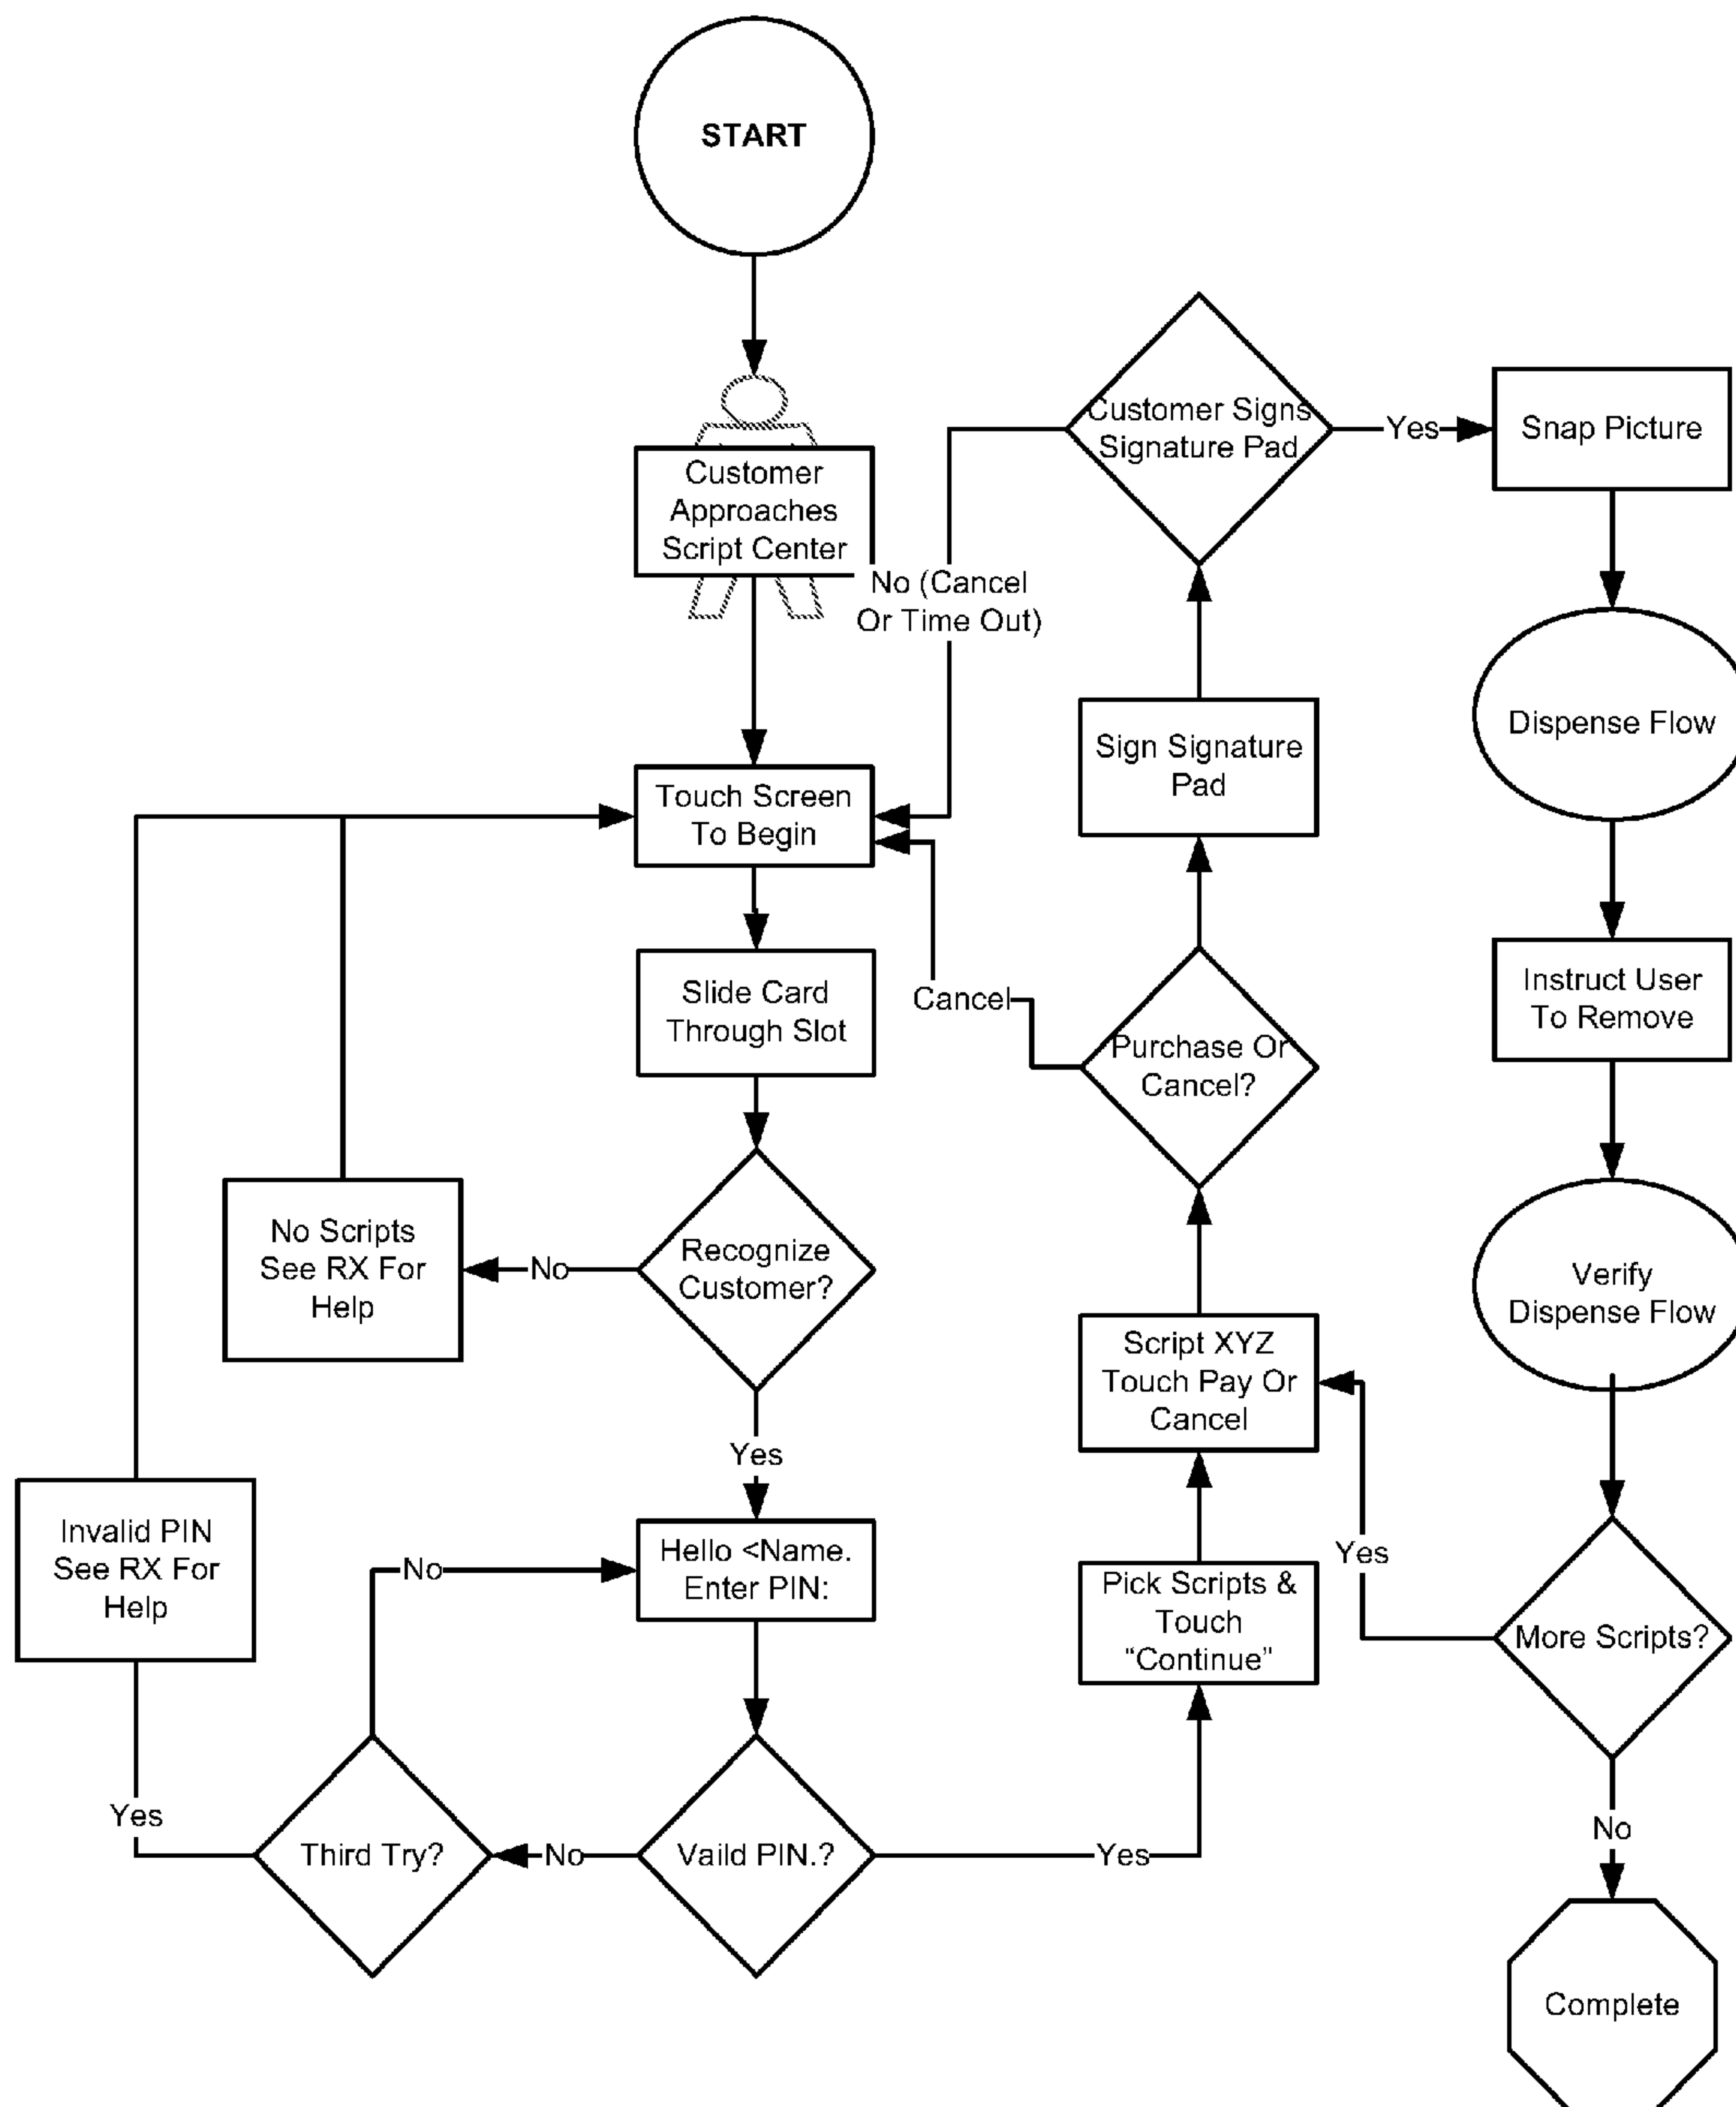 START
Customer
Approaches
Script Center
No (Cancel
Or Time Out)
Touch Screen
To Begin
Slide Card
Through Slot
Recognize
Customer?
No
No Scripts
See RX For
Help
Yes
Hello <Name.
Enter PIN:
Vaild PIN.?
No
Third Try?
No
Yes
Invalid PIN
See RX For
Help
Yes
Pick Scripts &
Touch
“Continue”
Script XYZ
Touch Pay Or
Cancel
Purchase Or
Cancel?
Cancel
Sign Signature
Pad
Customer Signs
Signature Pad
Yes
Snap Picture
Dispense Flow
Instruct User
To Remove
Verify
Dispense Flow
More Scripts?
Yes
No
Complete